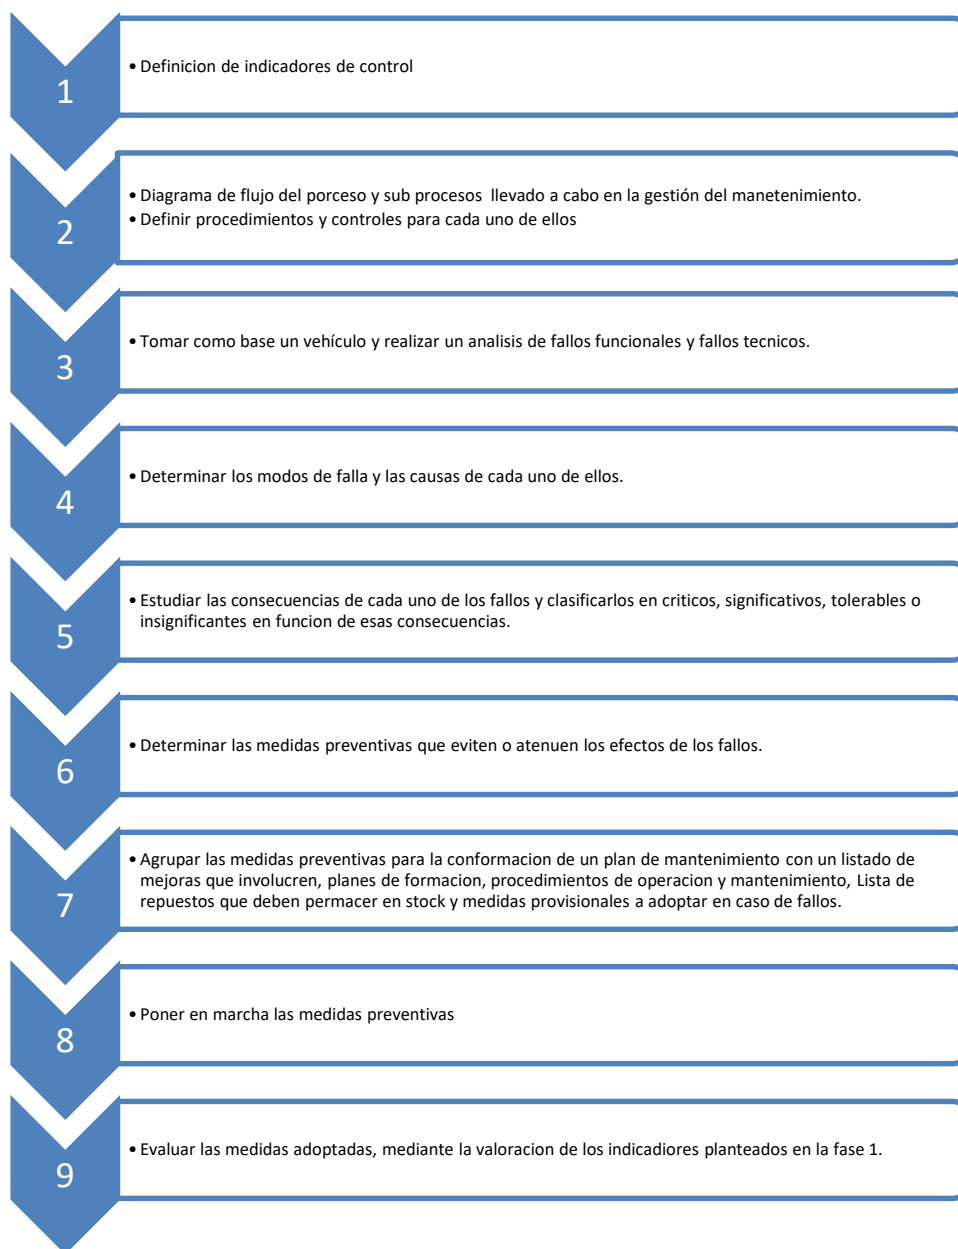 1
• Definicion de indicadores de control
2
• Diagrama de flujo del porceso y sub procesos llevado a cabo en la gestión del manetenimiento.
• Definir procedimientos y controles para cada uno de ellos
3
• Tomar como base un vehículo y realizar un analisis de fallos funcionales y fallos tecnicos.
4
• Determinar los modos de falla y las causas de cada uno de ellos.
5
• Estudiar las consecuencias de cada uno de los fallos y clasificarlos en criticos, significativos, tolerables o
insignificantes en funcion de esas consecuencias.
6
• Determinar las medidas preventivas que eviten o atenuen los efectos de los fallos.
7
• Agrupar las medidas preventivas para la conformacion de un plan de mantenimiento con un listado de
mejoras que involucren, planes de formacion, procedimientos de operacion y mantenimiento, Lista de
repuestos que deben permacer en stock y medidas provisionales a adoptar en caso de fallos.
8
• Poner en marcha las medidas preventivas
9
• Evaluar las medidas adoptadas, mediante la valoracion de los indicadiores planteados en la fase 1.